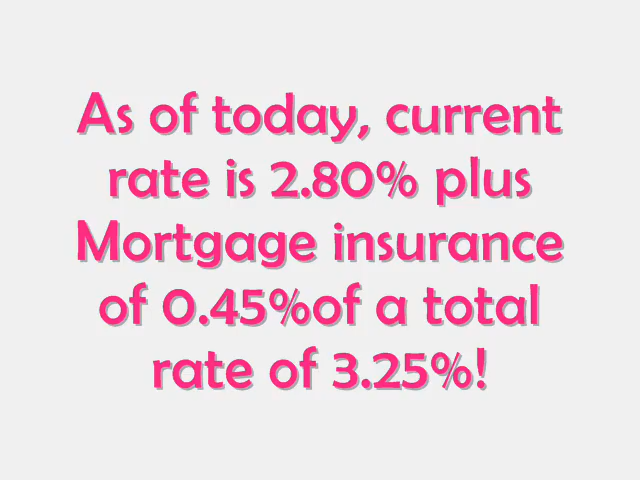 As of today, current
rate is 2.80% plus
Mortgage insurance
of 0.45%of a total
rate of 3.25%!